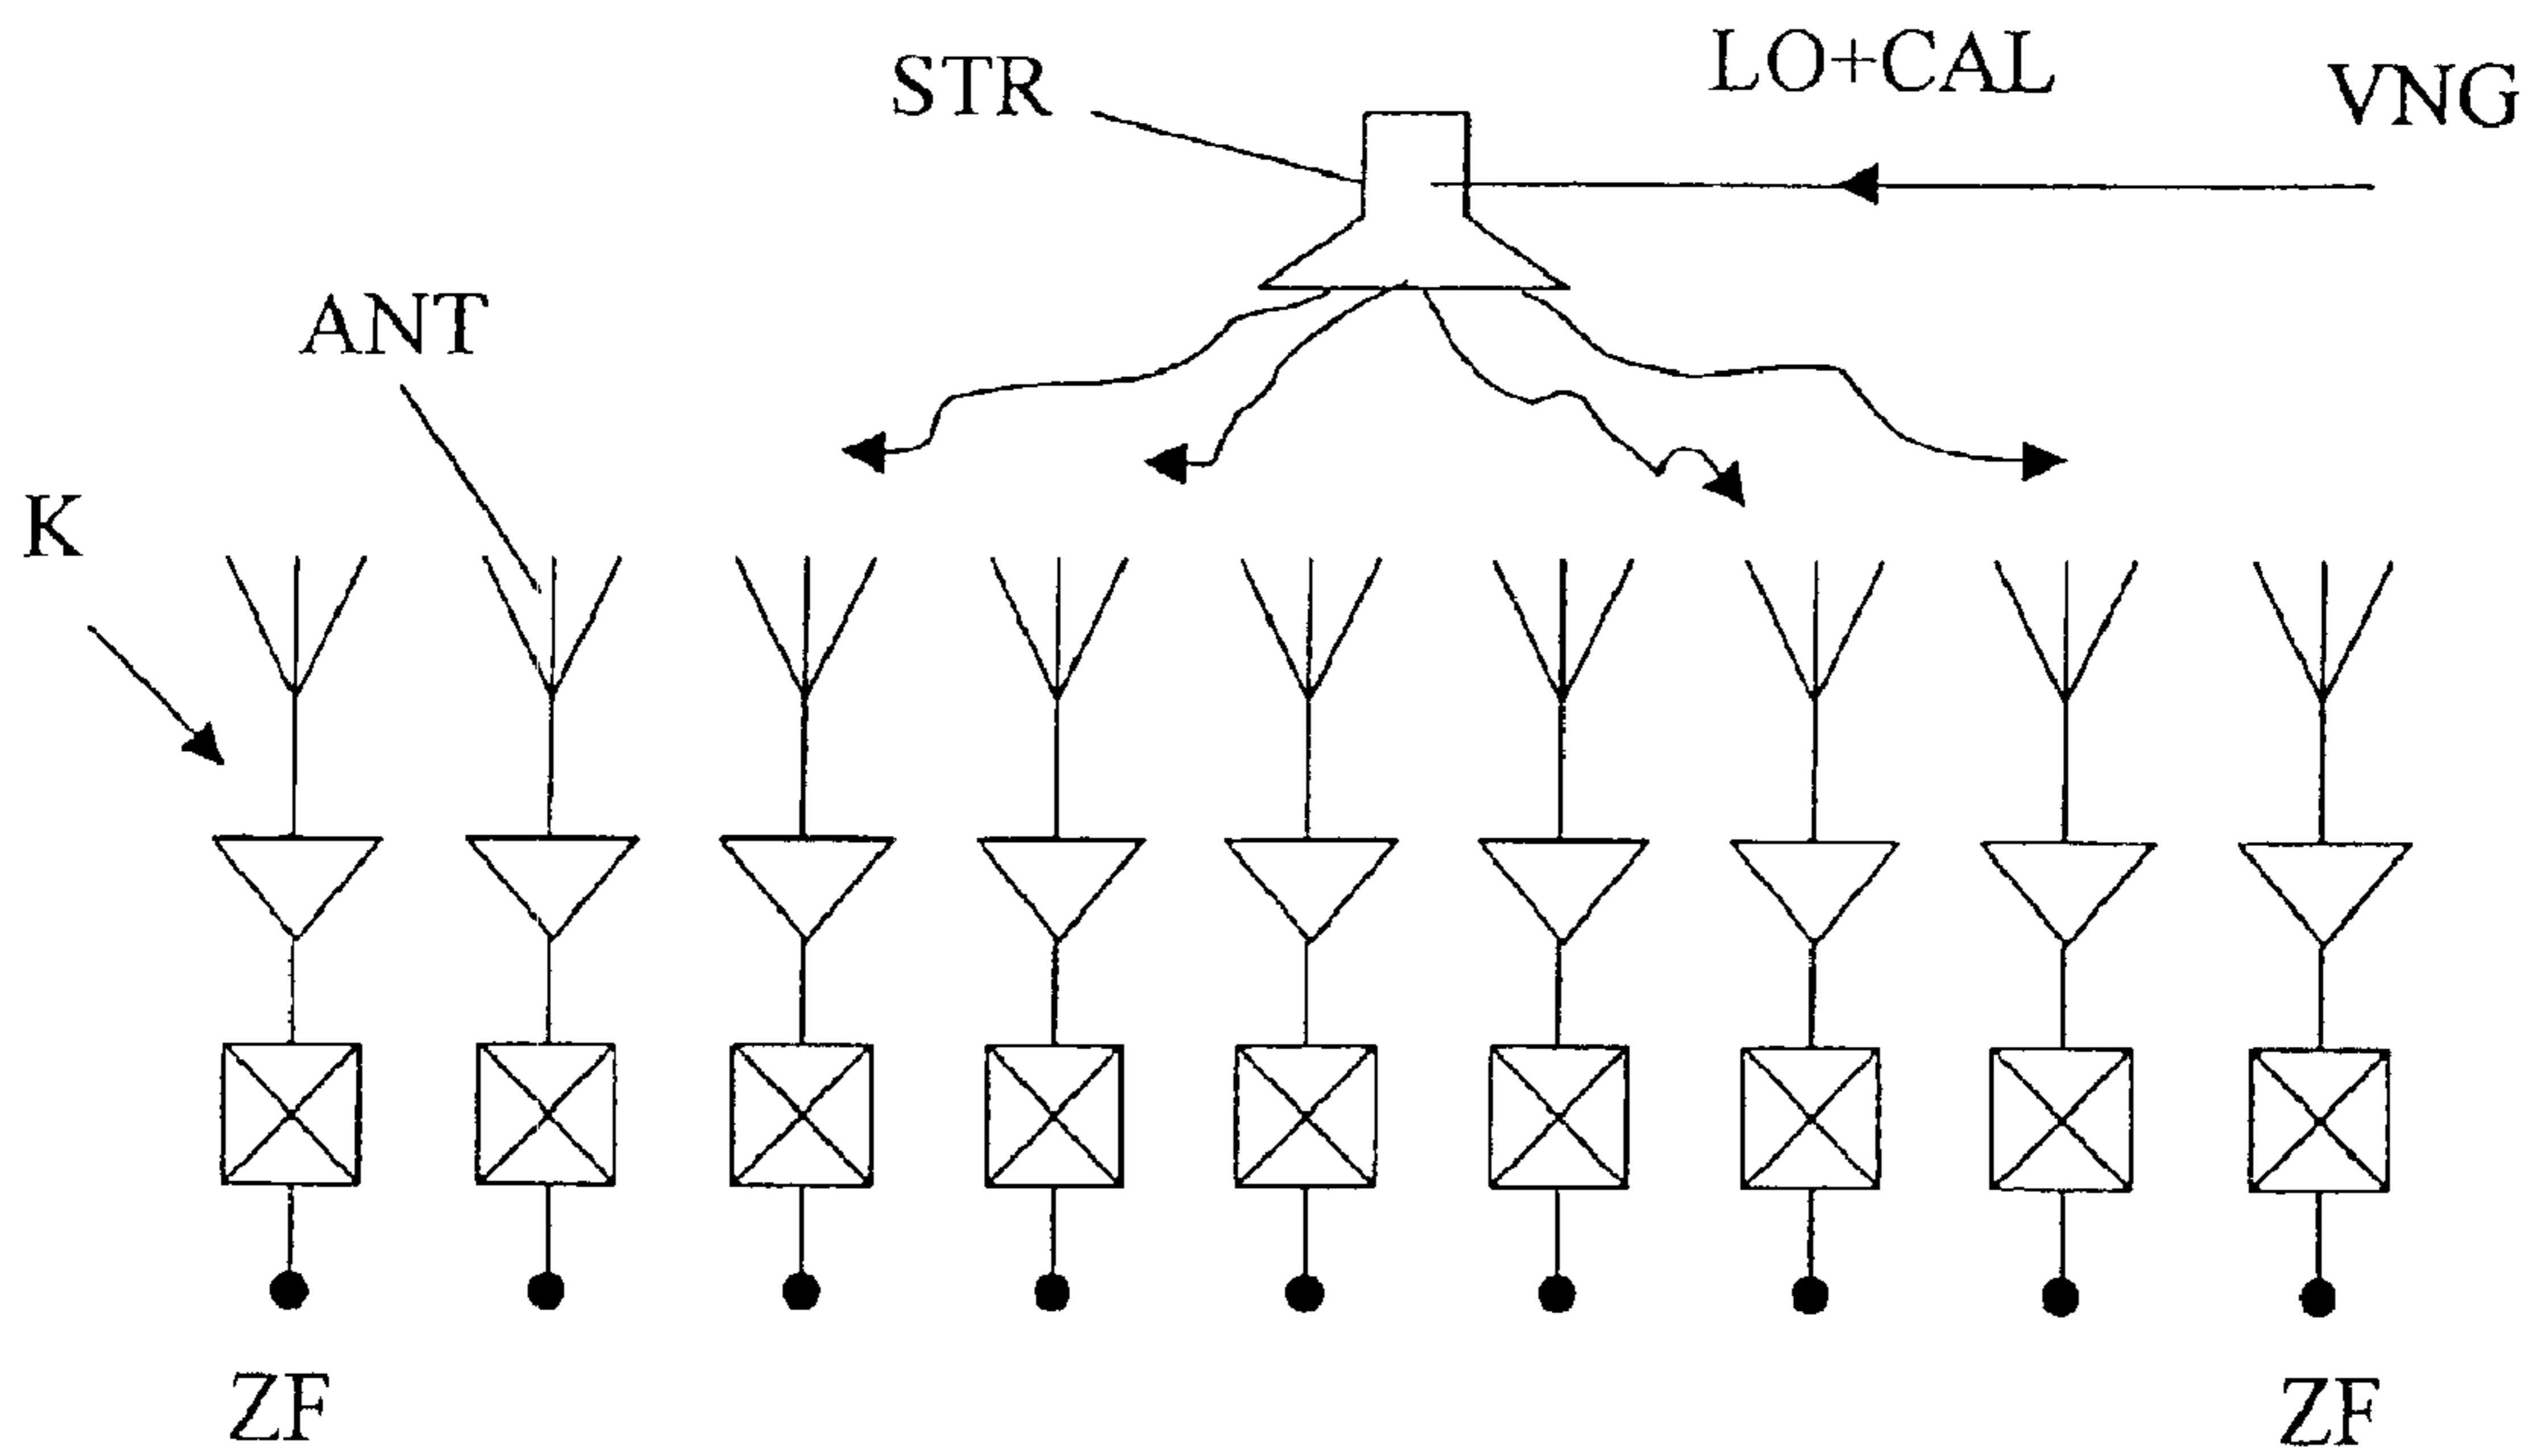 STR
LO+CAL
VNG
ANT
K
ZF
ZF